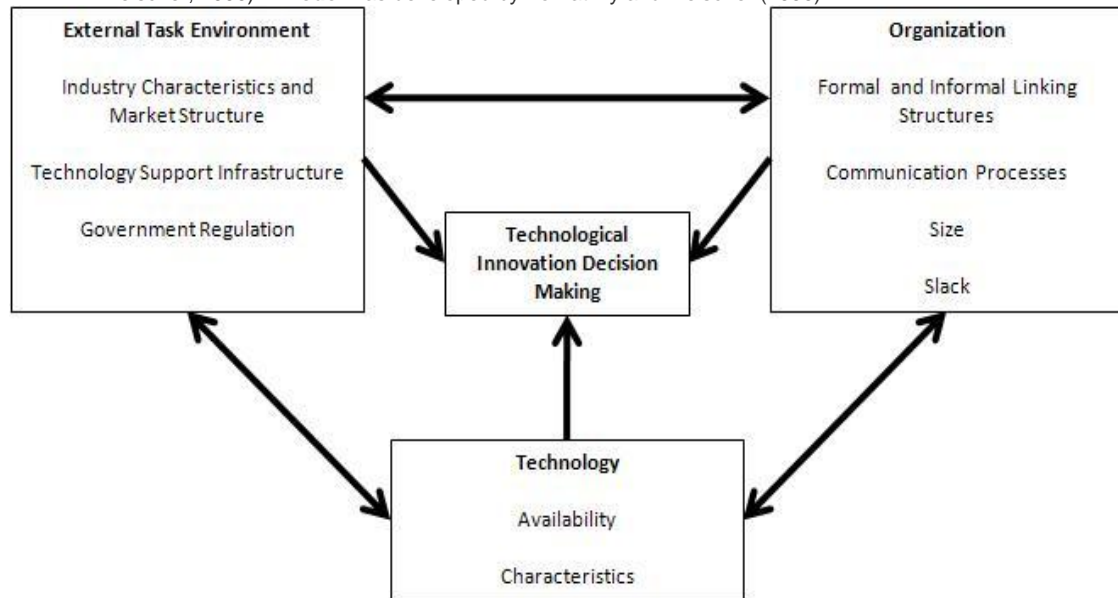 External Task Environment
Industry Characteristics and
Market Structure
Technology Support Infrastructure
Government Regulation
Organization
Formal and Informal Linking
Structures
Communication Processes
Size
Slack
Technological
Innovation Decision
Making
Technology
Availability
Characteristics